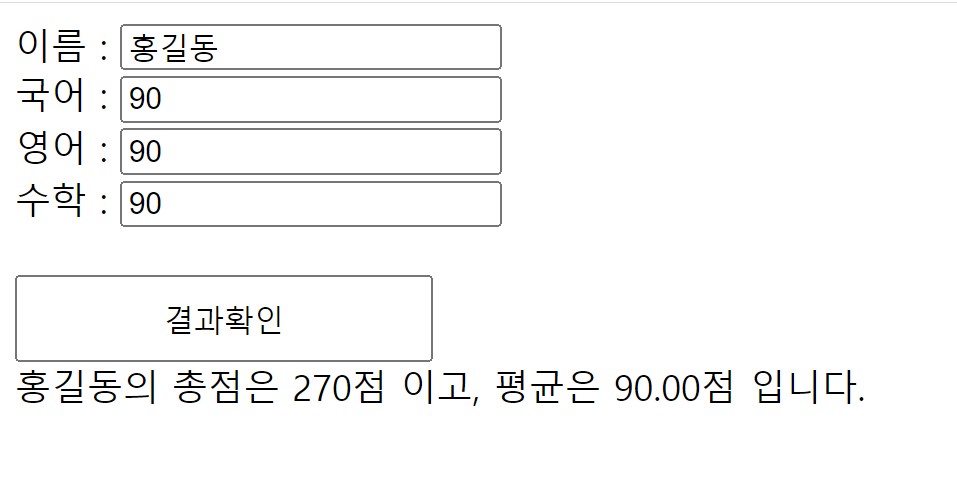 이름 : 홍길동
국어 : 90
영어 : 90
수학 : 90
결과확인
홍길동의 총점은 270점 이고, 평균은 90.00점 입니다.